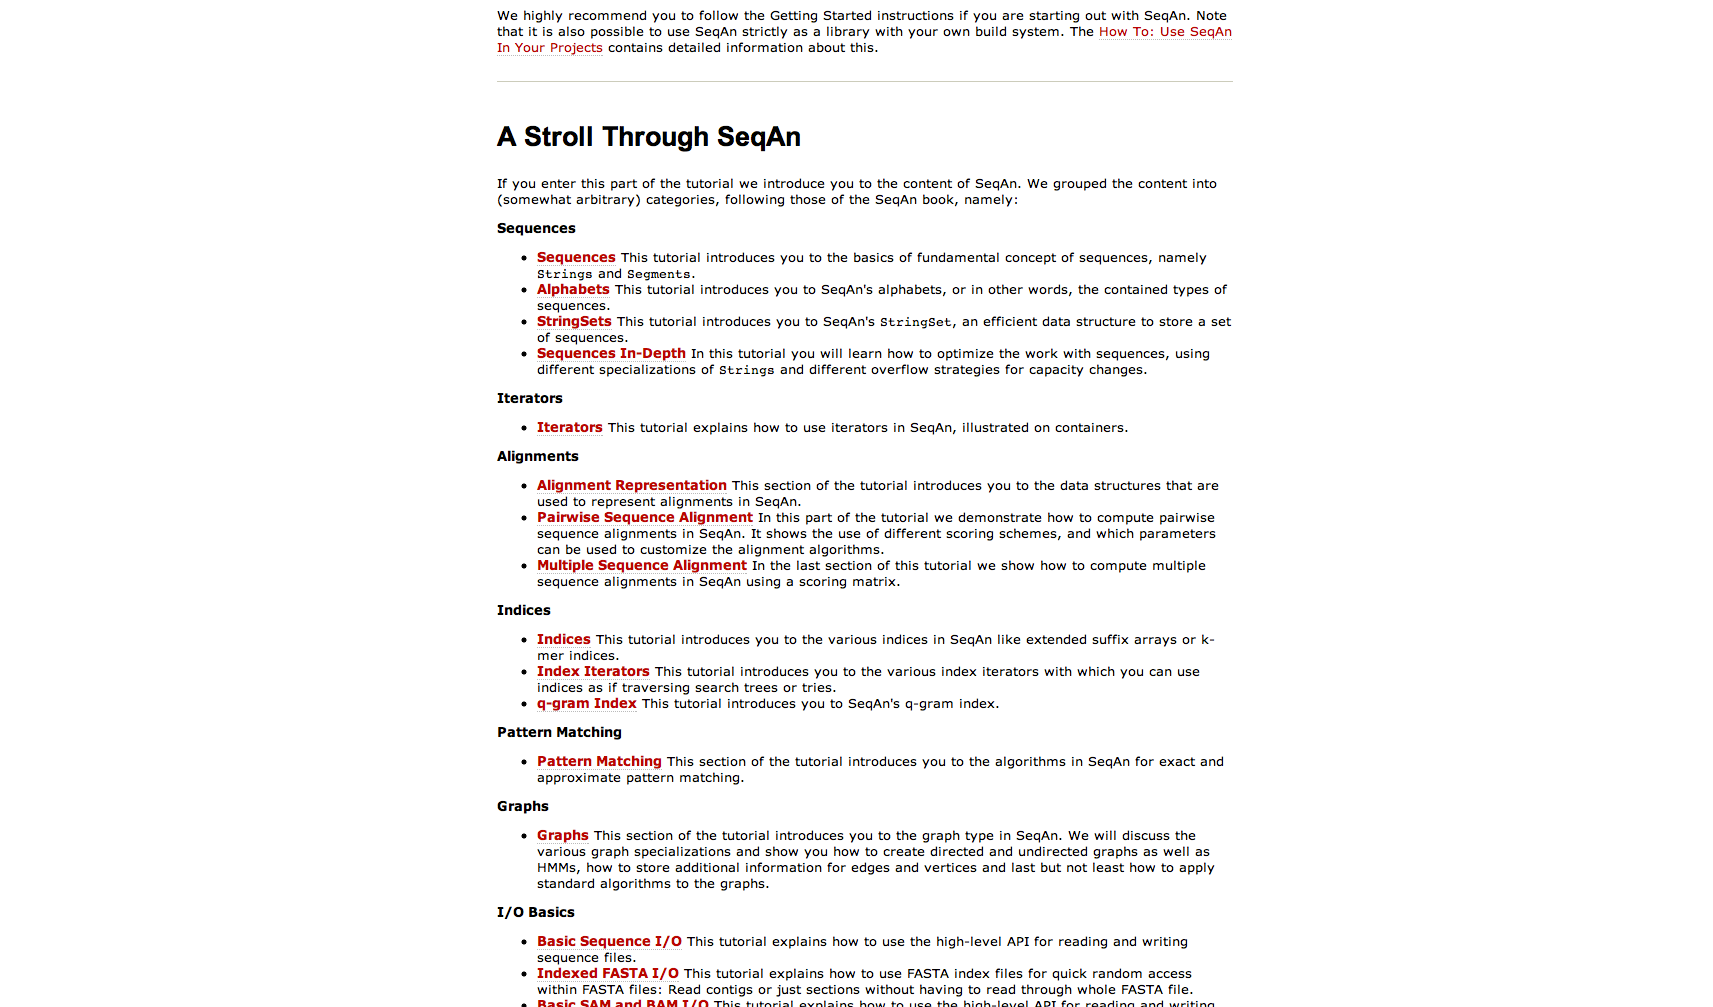 We highly recommend you to follow the Getting Started instructions if you are starting out with SeqAn. Note
that it is also possible to use SeqAn strictly as a library with your own build system. The How To: Use SeqAn
In Your Projects contains detailed information about this.
A Stroll Through SeqAn
If you enter this part of the tutorial we introduce you to the content of SeqAn. We grouped the content into
(somewhat arbitrary) categories, following those of the SeqAn book, namely:
Sequences
• Sequences This tutorial introduces you to the basics of fundamental concept of sequences, namely
Strings and Segments.
• Alphabets This tutorial introduces you to SeqAn's alphabets, or in other words, the contained types of
sequences.
• StringSets This tutorial introduces you to SeqAn's StringSet, an efficient data structure to store a set
of sequences.
• Sequences In-Depth In this tutorial you will learn how to optimize the work with sequences, using
different specializations of Strings and different overflow strategies for capacity changes.
Iterators
• Iterators This tutorial explains how to use iterators in SeqAn, illustrated on containers.
Alignments
• Alignment Representation This section of the tutorial introduces you to the data structures that are
used to represent alignments in SeqAn.
• Pairwise Sequence Alignment In this part of the tutorial we demonstrate how to compute pairwise
sequence alignments in SeqAn. It shows the use of different scoring schemes, and which parameters
can be used to customize the alignment algorithms.
• Multiple Sequence Alignment In the last section of this tutorial we show how to compute multiple
sequence alignments in SeqAn using a scoring matrix.
Indices
• Indices This tutorial introduces you to the various indices in SeqAn like extended suffix arrays or k-
mer indices.
• Index Iterators This tutorial introduces you to the various index iterators with which you can use
indices as if traversing search trees or tries.
• q-gram Index This tutorial introduces you to SeqAn's q-gram index.
Pattern Matching
• Pattern Matching This section of the tutorial introduces you to the algorithms in SeqAn for exact and
approximate pattern matching.
Graphs
• Graphs This section of the tutorial introduces you to the graph type in SeqAn. We will discuss the
various graph specializations and show you how to create directed and undirected graphs as well as
HMMs, how to store additional information for edges and vertices and last but not least how to apply
standard algorithms to the graphs.
I/O Basics
• Basic Sequence I/O This tutorial explains how to use the high-level API for reading and writing
sequence files.
• Indexed FASTA I/O This tutorial explains how to use FASTA index files for quick random access
within FASTA files: Read contigs or just sections without having to read through whole FASTA file.
• Basic SAM and BAM I/O This tutorial explains how to use the high-level API for reading and writing